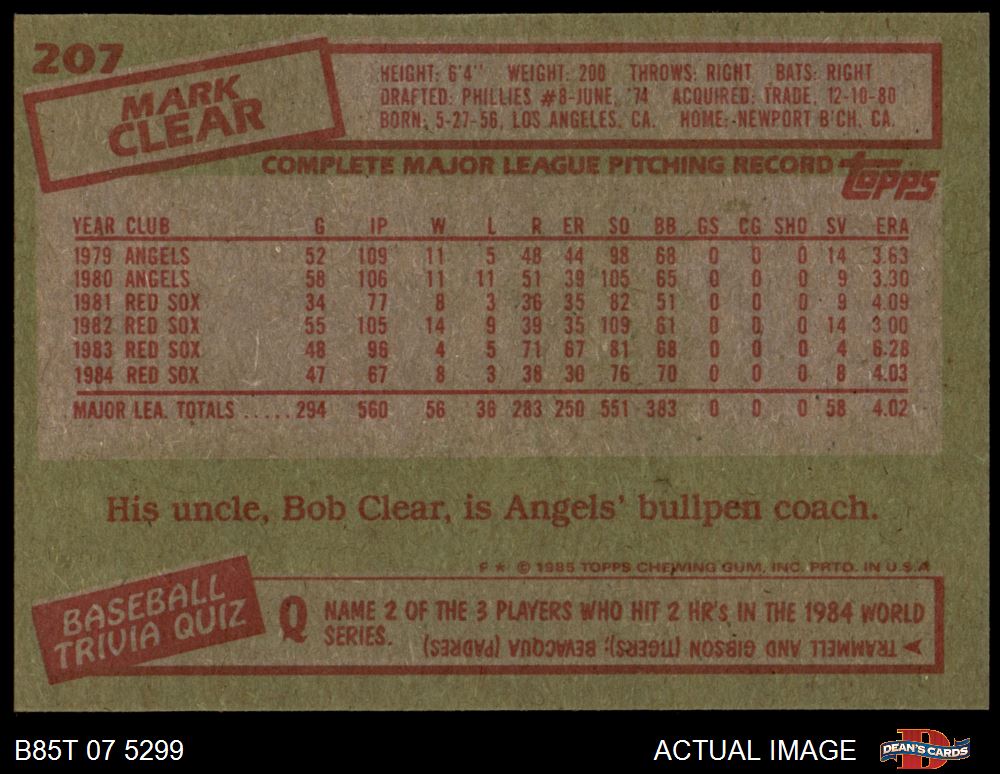 207
MARK
CLEAR
HEIGHT: 6'4" WEIGHT: 200 THROWS: RIGHT BATS: RIGHT
DRAFTED: PHILLIES #8-JUNE, '74 ACQUIRED: TRADE, 12-10-80
BORN: 5-27-56, LOS ANGELES, CA. HOME: NEWPORT B'CH, CA.
COMPLETE MAJOR LEAGUE PITCHING RECORD
topps
YEAR CLUB G IP W L R ER SO BB GS CG SHO SV ERA
1979 ANGELS 52 109 11 5 48 44 98 68 0 0 0 14 3.63
1980 ANGELS 58 106 11 11 51 39 105 65 0 0 0 9 3.30
1981 RED SOX 34 77 8 3 36 35 82 51 0 0 0 9 4.09
1982 RED SOX 55 105 14 9 39 35 109 61 0 0 0 14 3.00
1983 RED SOX 48 96 4 5 71 67 81 68 0 0 0 4 6.28
1984 RED SOX 47 67 8 3 38 30 76 70 0 0 0 8 4.03
MAJOR LEA. TOTALS ..... 294 560 56 36 283 250 551 383 0 0 0 58 4.02
His uncle, Bob Clear, is Angels' bullpen coach.
F * © 1985 TOPPS CHEWING GUM, INC. PRTD. IN U.S.A
BASEBALL
TRIVIA QUIZ
Q NAME 2 OF THE 3 PLAYERS WHO HIT 2 HR'S IN THE 1984 WORLD
SERIES.
TRAMMELL AND GIBSON (TIGERS); BEVACQUA (PADRES)
B85T 07 5299
ACTUAL IMAGE
DEAN'S CARDS